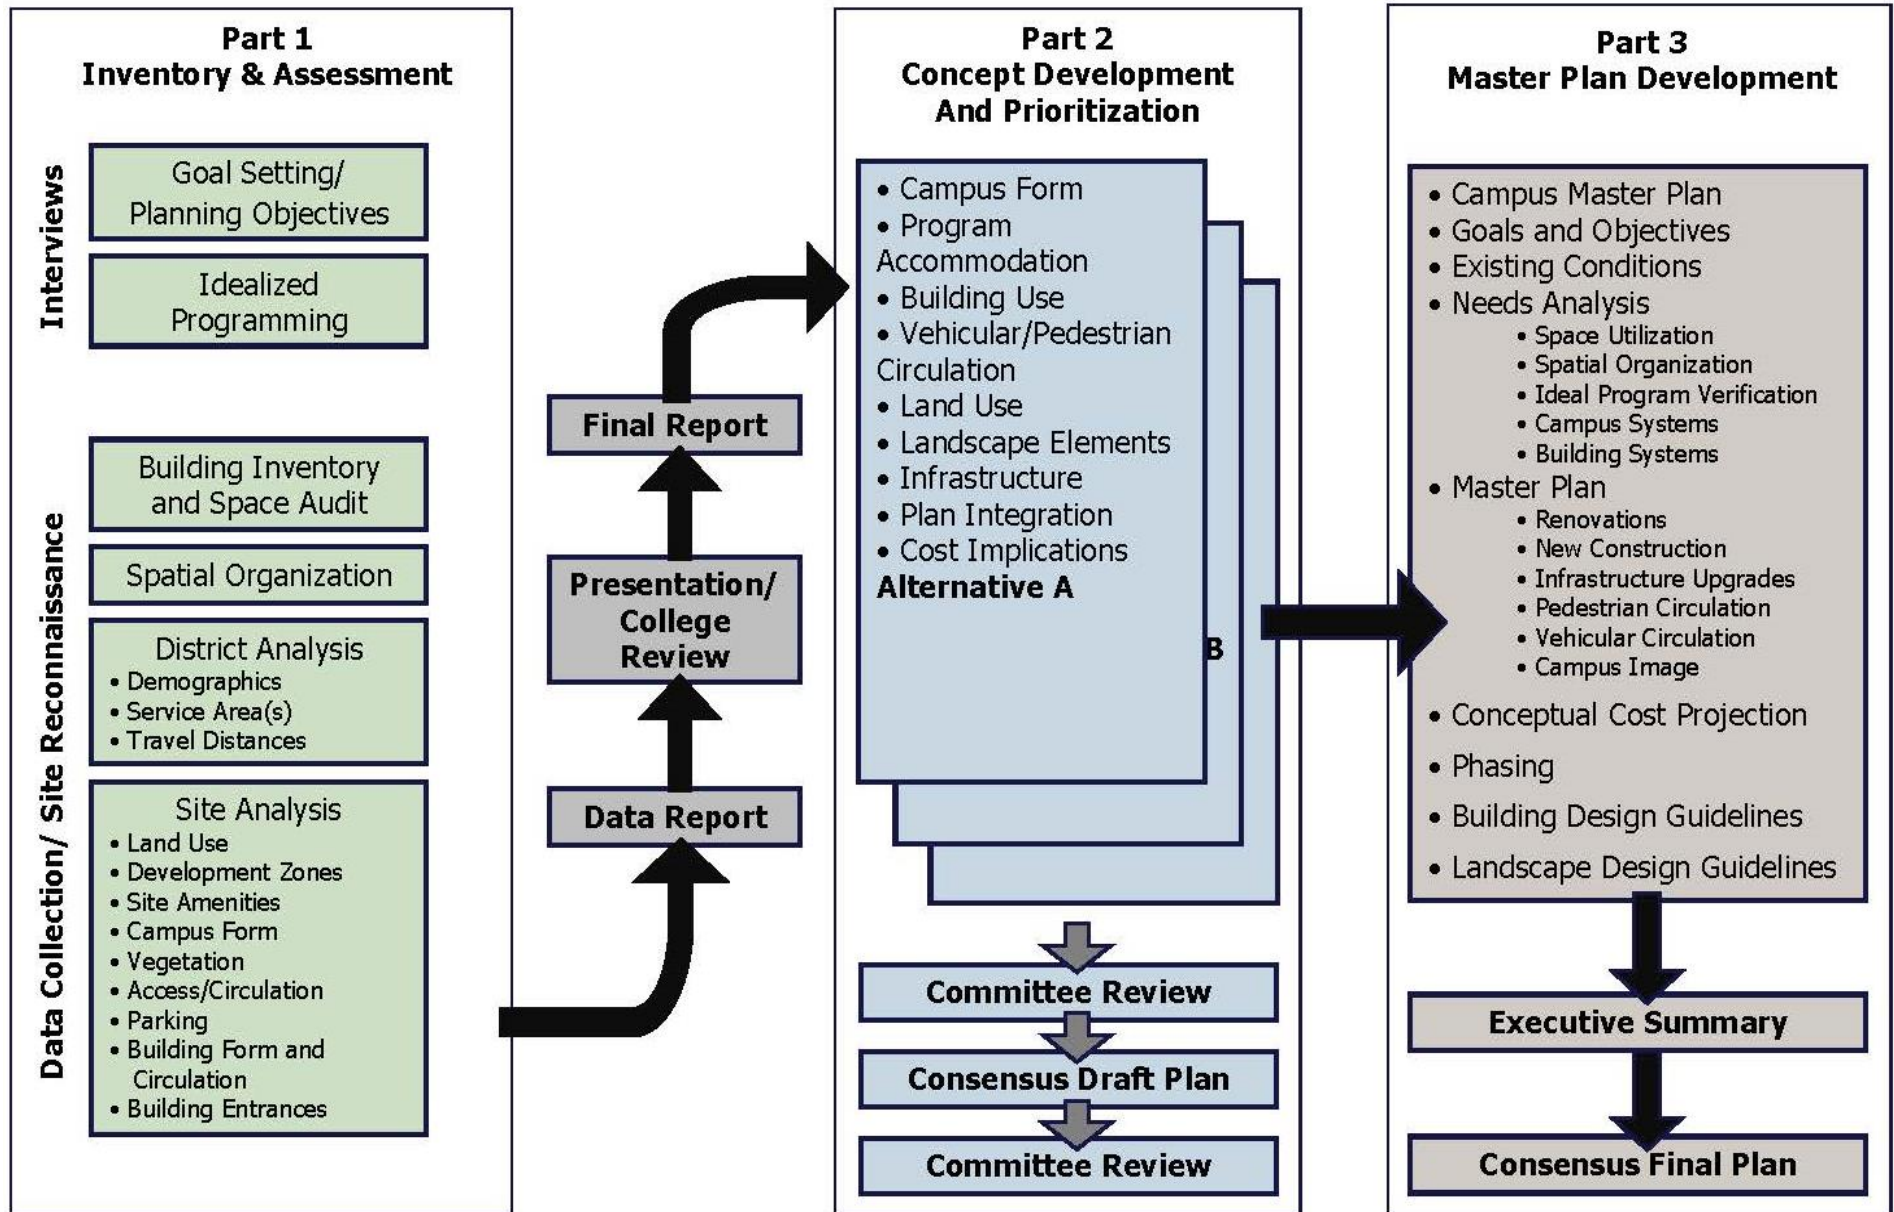 Part 1
Inventory & Assessment
Interviews
Goal Setting/
Planning Objectives
Idealized
Programming
Data Collection/ Site Reconnaissance
Building Inventory
and Space Audit
Spatial Organization
District Analysis
• Demographics
• Service Area(s)
• Travel Distances
Site Analysis
• Land Use
• Development Zones
• Site Amenities
• Campus Form
• Vegetation
• Access/Circulation
• Parking
• Building Form and
Circulation
• Building Entrances
Final Report
Presentation/
College
Review
Data Report
Part 2
Concept Development
And Prioritization
• Campus Form
• Program
Accommodation
• Building Use
• Vehicular/Pedestrian
Circulation
• Land Use
• Landscape Elements
• Infrastructure
• Plan Integration
• Cost Implications
Alternative A
B
Committee Review
Consensus Draft Plan
Committee Review
Part 3
Master Plan Development
• Campus Master Plan
• Goals and Objectives
• Existing Conditions
• Needs Analysis
• Space Utilization
• Spatial Organization
• Ideal Program Verification
• Campus Systems
• Building Systems
• Master Plan
• Renovations
• New Construction
• Infrastructure Upgrades
• Pedestrian Circulation
• Vehicular Circulation
• Campus Image
• Conceptual Cost Projection
• Phasing
• Building Design Guidelines
• Landscape Design Guidelines
Executive Summary
Consensus Final Plan